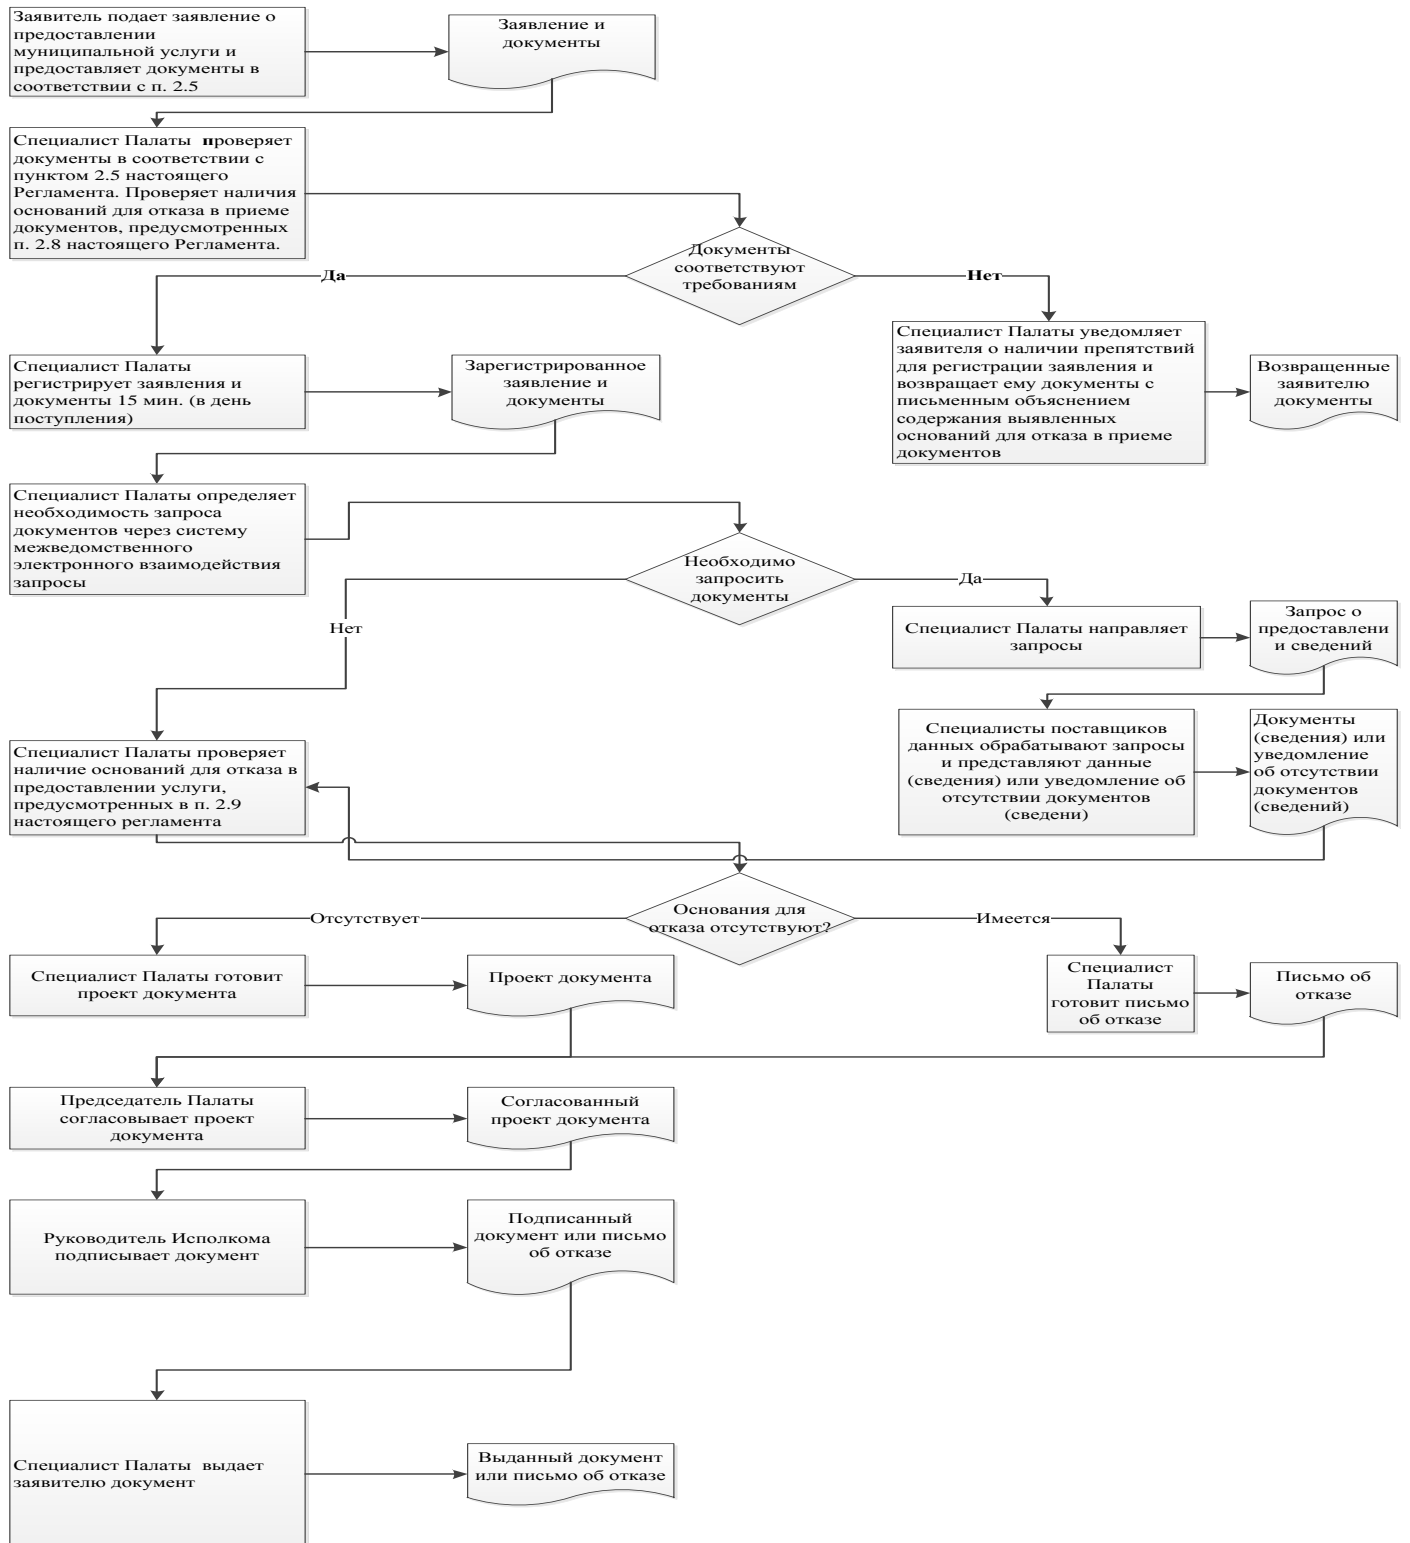 Заявитель подает заявление о
предоставлении
муниципальной услуги и
предоставляет документы в
соответствии с п. 2.5
Заявление и
документы
Специалист Палаты проверяет
документы в соответствии с
пунктом 2.5 настоящего
Регламента. Проверяет наличия
оснований для отказа в приеме
документов, предусмотренных
п. 2.8 настоящего Регламента.
Документы
соответствуют
требованиям
Да
Нет
Специалист Палаты
регистрирует заявления и
документы 15 мин. (в день
поступления)
Зарегистрированное
заявление и
документы
Специалист Палаты уведомляет
заявителя о наличии препятствий
для регистрации заявления и
возвращает ему документы с
письменным объяснением
содержания выявленных
оснований для отказа в приеме
документов
Возвращенные
заявителю
документы
Специалист Палаты определяет
необходимость запроса
документов через систему
межведомственного
электронного взаимодействия
запросы
Необходимо
запросить
документы
Да
Нет
Специалист Палаты направляет
запросы
Запрос о
предоставлени
и сведений
Специалисты поставщиков
данных обрабатывают запросы
и представляют данные
(сведения) или уведомление об
отсутствии документов
(сведени)
Документы
(сведения) или
уведомление
об отсутствии
документов
(сведений)
Специалист Палаты проверяет
наличие оснований для отказа в
предоставлении услуги,
предусмотренных в п. 2.9
настоящего регламента
Основания для
отказа отсутствуют?
Отсутствует
Имеется
Специалист Палаты готовит
проект документа
Проект документа
Специалист
Палаты
готовит письмо
об отказе
Письмо об
отказе
Председатель Палаты
согласовывает проект
документа
Согласованный
проект документа
Руководитель Исполкома
подписывает документ
Подписанный
документ или письмо
об отказе
Специалист Палаты выдает
заявителю документ
Выданный документ
или письмо об отказе